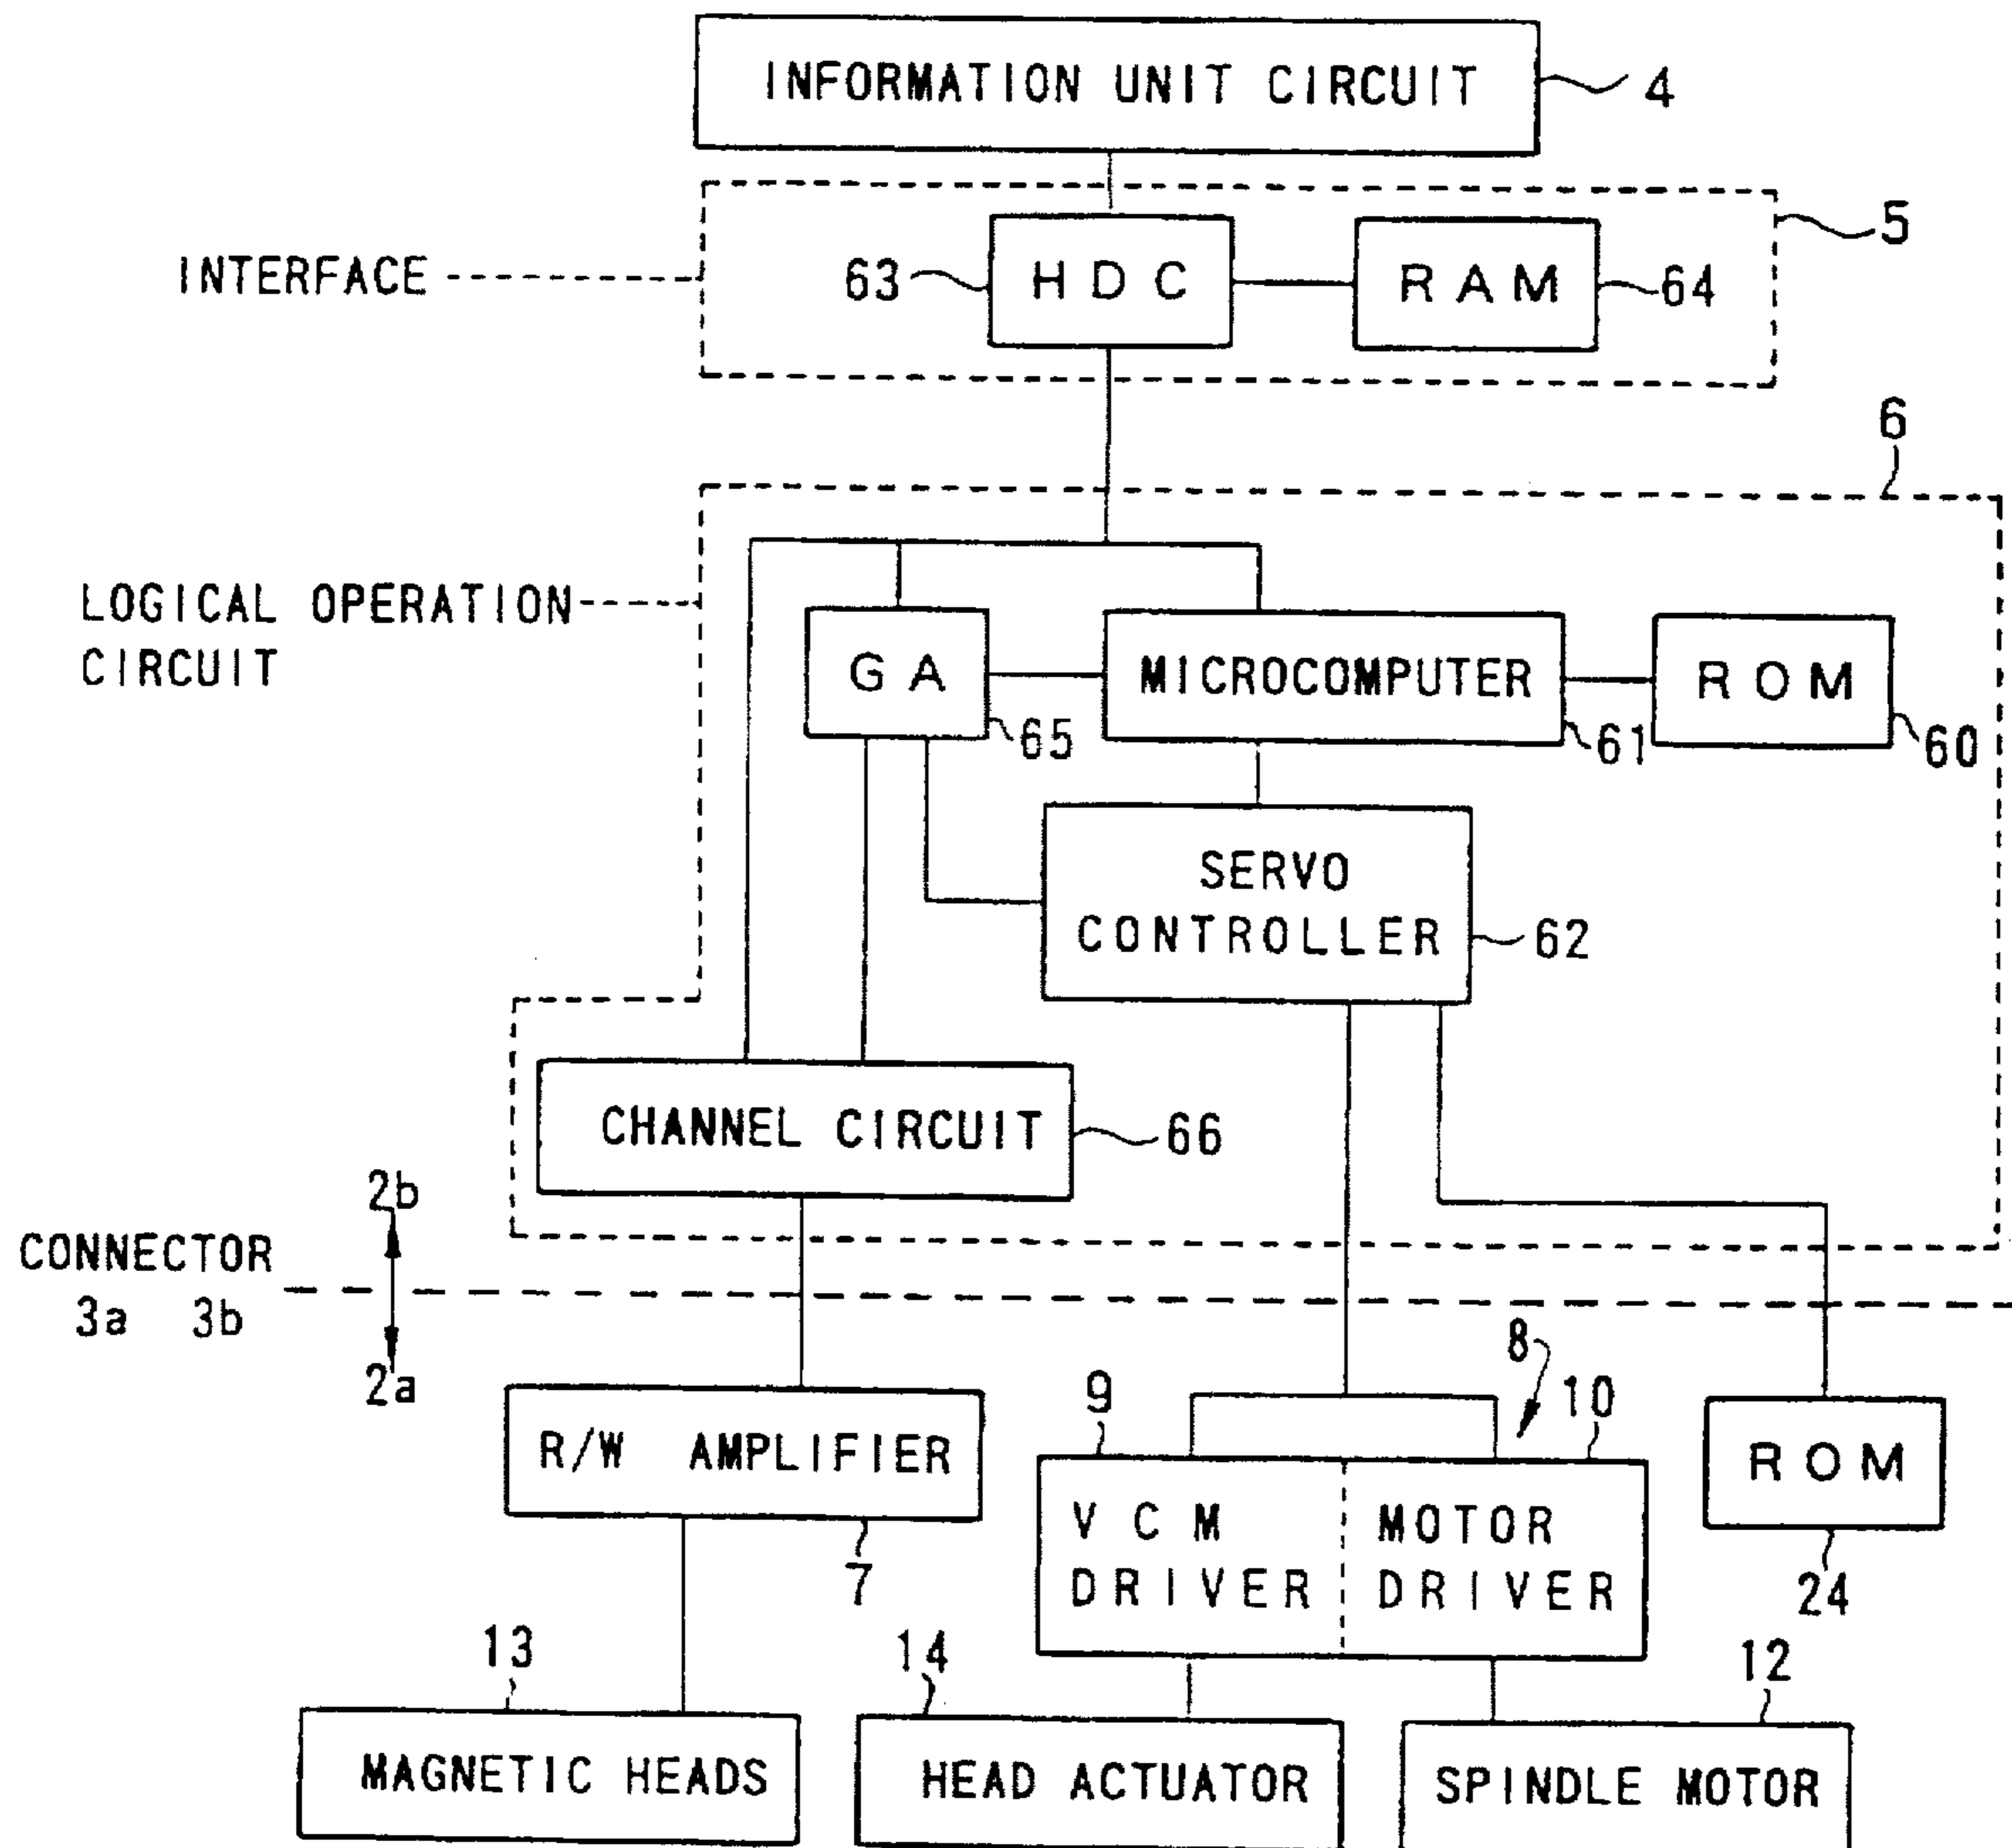 INFORMATION UNIT CIRCUIT
4
5
INTERFACE
63
HDC
RAM
64
6
LOGICAL OPERATION
CIRCUIT
GA
65
MICROCOMPUTER
61
ROM
60
SERVO
CONTROLLER
62
CHANNEL CIRCUIT
66
2b
CONNECTOR
3a 3b
2a
R/W AMPLIFIER
7
8
9
10
VCM
DRIVER
MOTOR
DRIVER
ROM
24
13
MAGNETIC HEADS
14
HEAD ACTUATOR
12
SPINDLE MOTOR